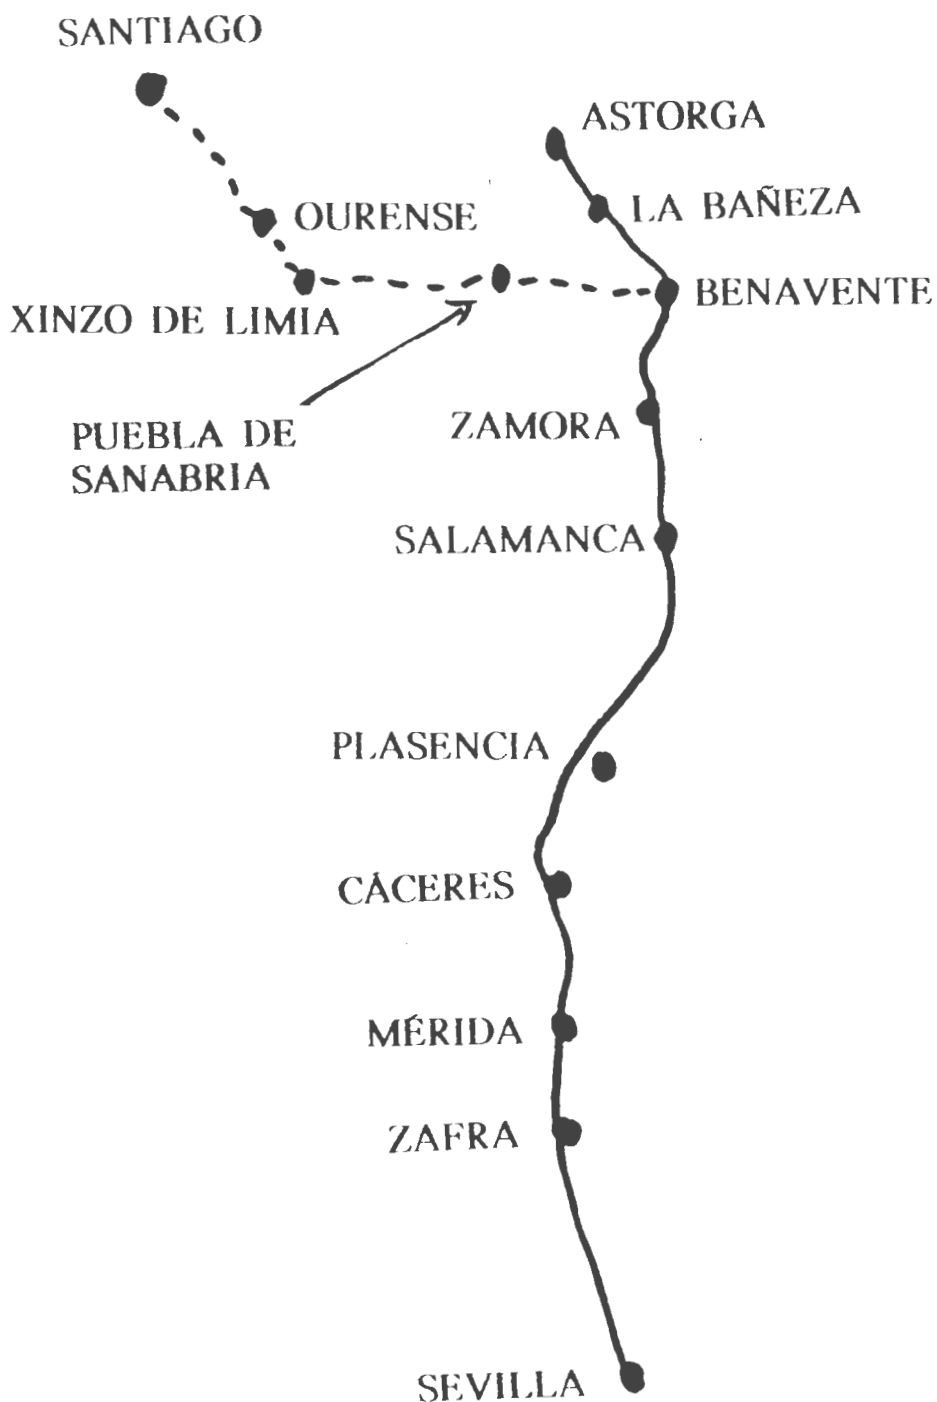 SANTIAGO
ASTORGA
LA BAÑEZA
OURENSE
BENAVENTE
XINZO DE LIMIA
ZAMORA
PUEBLA DE
SANABRIA
SALAMANCA
PLASENCIA
CÁCERES
MÉRIDA
ZAFRA
SEVILLA